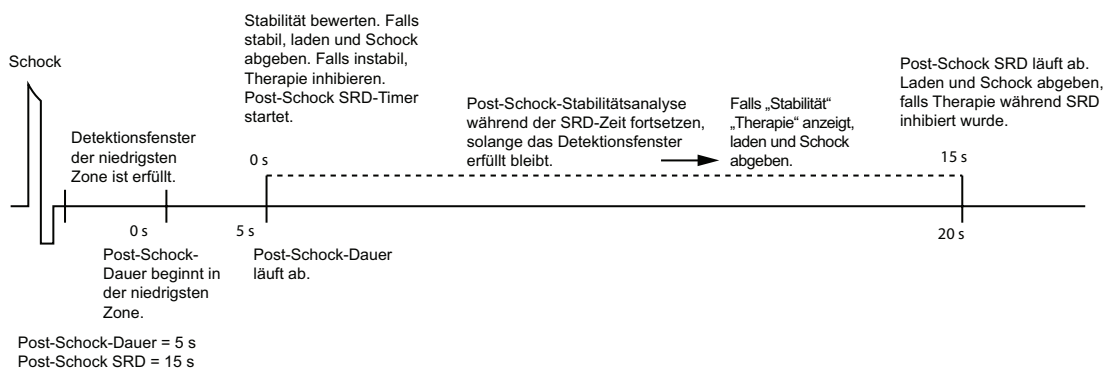 Schock
Detektionsfenster
der niedrigsten
Zone ist erfüllt.
Stabilität bewerten. Falls
stabil, laden und Schock
abgeben. Falls instabil,
Therapie inhibieren.
Post-Schock SRD-Timer
startet.
Post-Schock-Stabilitätsanalyse
während der SRD-Zeit fortsetzen,
solange das Detektionsfenster
erfüllt bleibt.
Falls „Stabilität“
„Therapie“ anzeigt,
laden und Schock
abgeben.
Post-Schock SRD läuft ab.
Laden und Schock abgeben,
falls Therapie während SRD
inhibiert wurde.
0 s
15 s
0 s
5 s
20 s
Post-Schock-
Dauer beginnt in
der niedrigsten
Zone.
Post-Schock-Dauer
läuft ab.
Post-Schock-Dauer = 5 s
Post-Schock SRD = 15 s